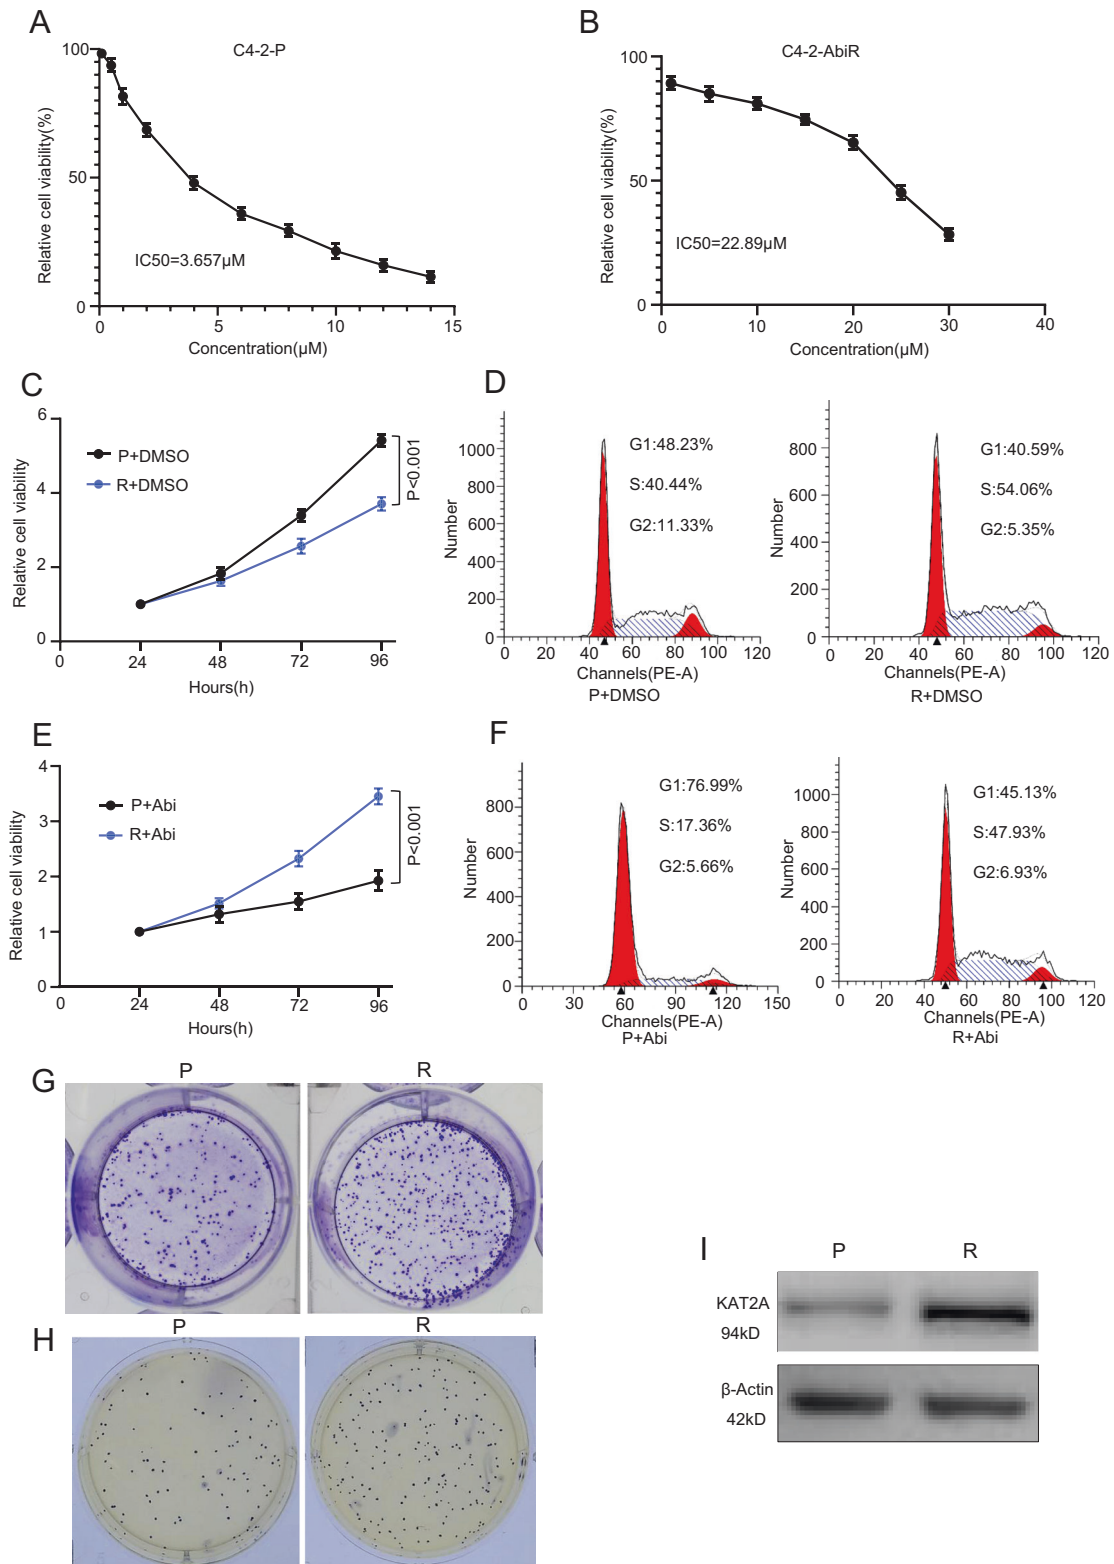 A
C4-2-P
Relative cell viability(%)
100
50
0
IC50=3.657μM
0 5 10 15
Concentration(μM)
B
C4-2-AbiR
Relative cell viability(%)
100
50
0
IC50=22.89μM
0 10 20 30 40
Concentration(μM)
C
Relative cell viability
6
4
2
0
P+DMSO
R+DMSO
P<0.001
0 24 48 72 96
Hours(h)
D
Number
1000
800
600
400
200
0
G1:48.23%
S:40.44%
G2:11.33%
0 20 40 60 80 100 120
Channels(PE-A)
P+DMSO
Number
800
600
400
200
0
G1:40.59%
S:54.06%
G2:5.35%
0 20 40 60 80 100 120
Channels(PE-A)
R+DMSO
E
Relative cell viability
4
3
2
1
0
P+Abi
R+Abi
P<0.001
0 24 48 72 96
Hours(h)
F
Number
800
600
400
200
0
G1:76.99%
S:17.36%
G2:5.66%
0 30 60 90 120 150
Channels(PE-A)
P+Abi
Number
1000
800
600
400
200
0
G1:45.13%
S:47.93%
G2:6.93%
0 20 40 60 80 100 120
Channels(PE-A)
R+Abi
G
P R
H
P R
I
P R
KAT2A
94kD
β-Actin
42kD